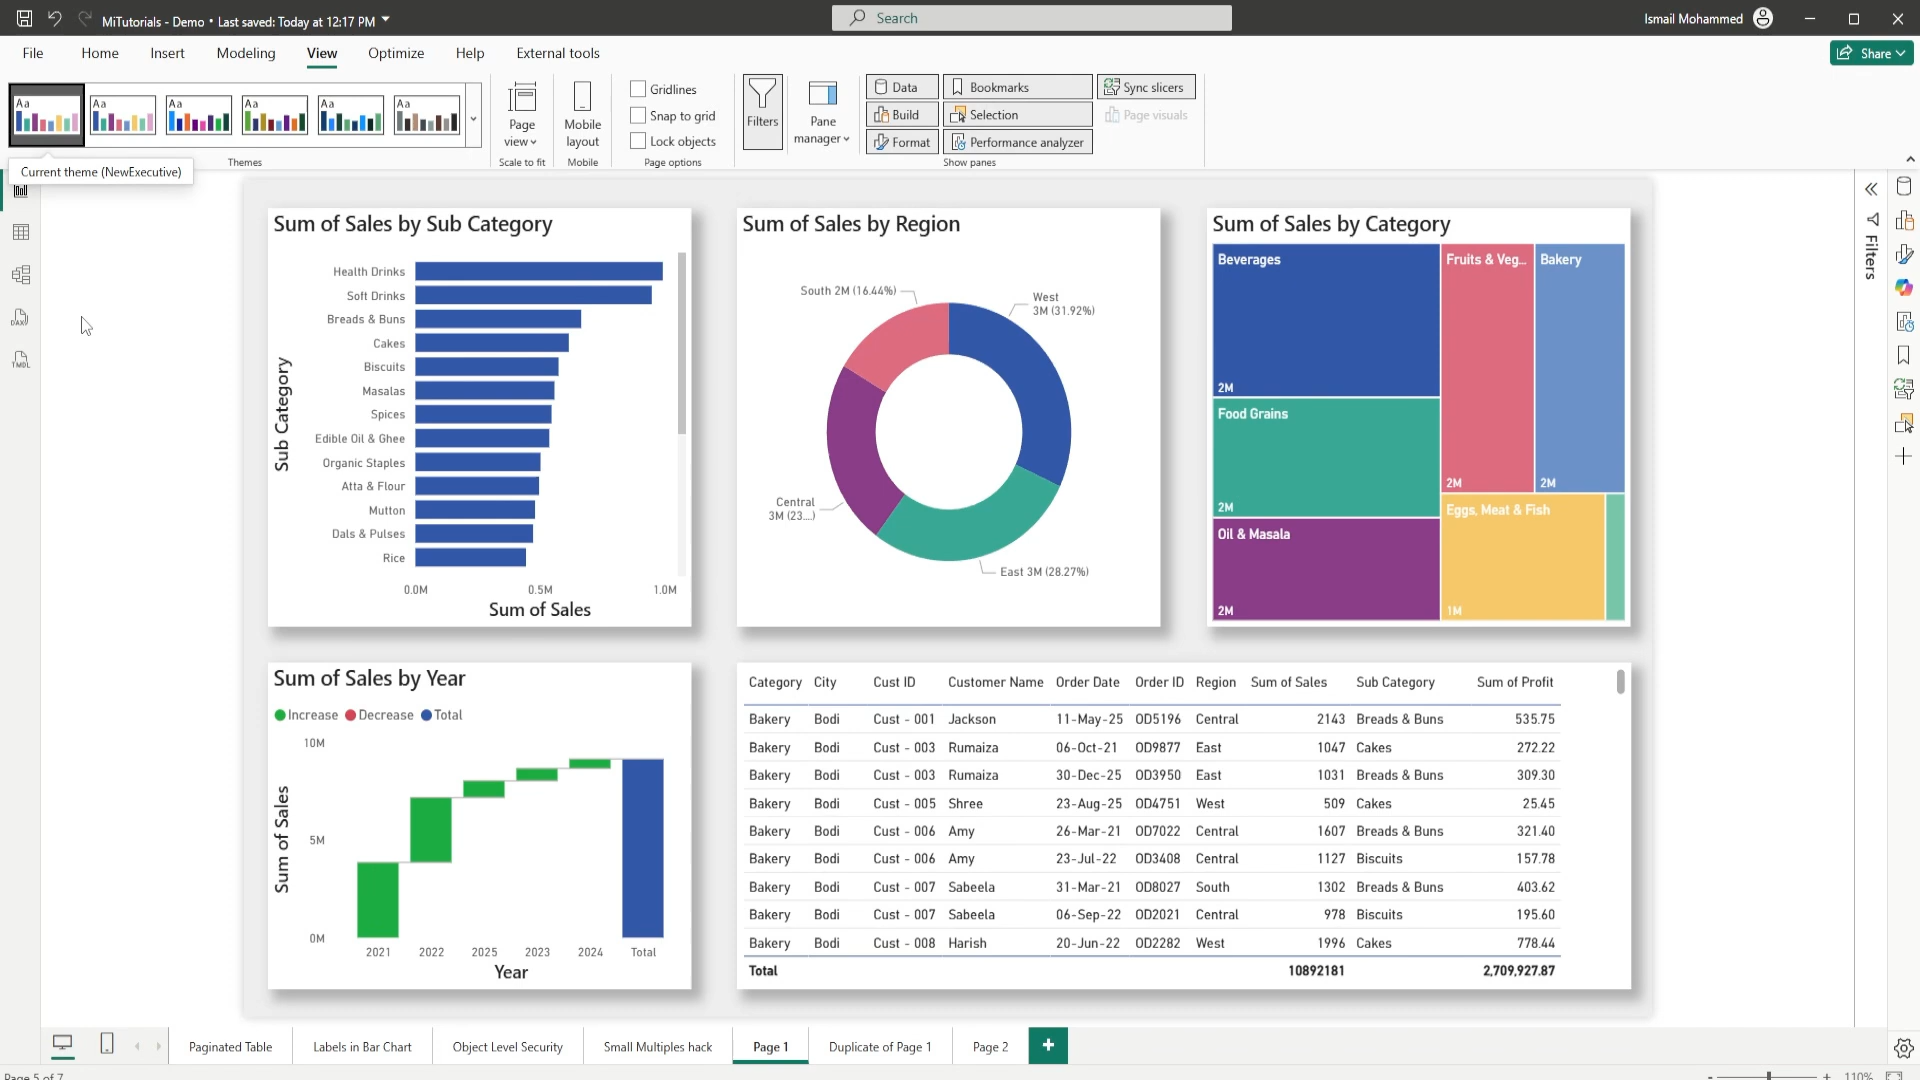 MiTutorials - Demo • Last saved: Today at 12:17 PM
Search
Ismail Mohammed
File Home Insert Modeling View Optimize Help External tools
Share
Aa Aa Aa Aa Aa Aa
Themes
Page view
Scale to fit
Mobile layout
Mobile
Gridlines
Snap to grid
Lock objects
Page options
Filters
Pane manager
Data
Build
Format
Bookmarks
Selection
Performance analyzer
Sync slicers
Page visuals
Show panes
Current theme (NewExecutive)
DAX
TMDL
Filters
Sum of Sales by Sub Category
Sub Category
Health Drinks
Soft Drinks
Breads & Buns
Cakes
Biscuits
Masalas
Spices
Edible Oil & Ghee
Organic Staples
Atta & Flour
Mutton
Dals & Pulses
Rice
0.0M 0.5M 1.0M
Sum of Sales
Sum of Sales by Region
South 2M (16.44%)
West
3M (31.92%)
Central
3M (23....)
East 3M (28.27%)
Sum of Sales by Category
Beverages
2M
Food Grains
2M
Oil & Masala
2M
Fruits & Veg...
2M
Bakery
2M
Eggs, Meat & Fish
1M
Sum of Sales by Year
Increase Decrease Total
Sum of Sales
10M
5M
0M
2021 2022 2025 2023 2024 Total
Year
Category City Cust ID Customer Name Order Date Order ID Region Sum of Sales Sub Category Sum of Profit
Bakery Bodi Cust - 001 Jackson 11-May-25 OD5196 Central 2143 Breads & Buns 535.75
Bakery Bodi Cust - 003 Rumaiza 06-Oct-21 OD9877 East 1047 Cakes 272.22
Bakery Bodi Cust - 003 Rumaiza 30-Dec-25 OD3950 East 1031 Breads & Buns 309.30
Bakery Bodi Cust - 005 Shree 23-Aug-25 OD4751 West 509 Cakes 25.45
Bakery Bodi Cust - 006 Amy 26-Mar-21 OD7022 Central 1607 Breads & Buns 321.40
Bakery Bodi Cust - 006 Amy 23-Jul-22 OD3408 Central 1127 Biscuits 157.78
Bakery Bodi Cust - 007 Sabeela 31-Mar-21 OD8027 South 1302 Breads & Buns 403.62
Bakery Bodi Cust - 007 Sabeela 06-Sep-22 OD2021 Central 978 Biscuits 195.60
Bakery Bodi Cust - 008 Harish 20-Jun-22 OD2282 West 1996 Cakes 778.44
Total 10892181 2,709,927.87
Paginated Table Labels in Bar Chart Object Level Security Small Multiples hack Page 1 Duplicate of Page 1 Page 2 +
Page 5 of 7
- + 110%